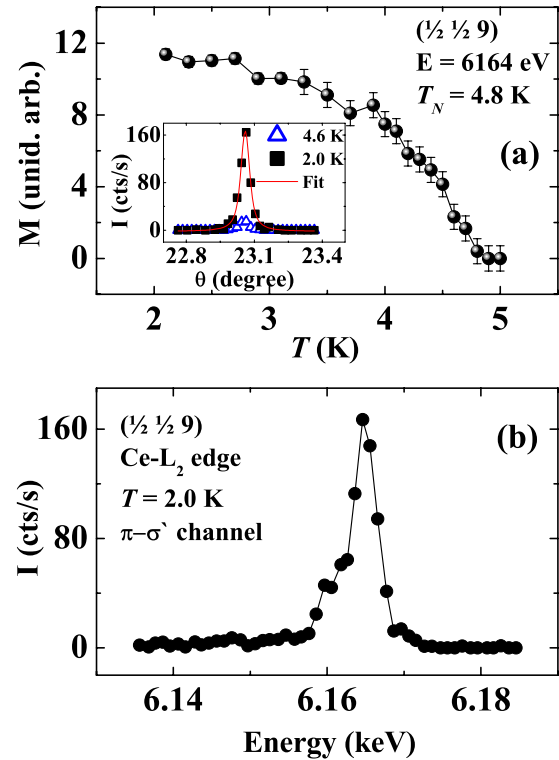 (½ ½ 9)
E = 6164 eV
T_N = 4.8 K
(a)
M (unid. arb.)
12
8
4
0
I (cts/s)
160
80
0
4.6 K
2.0 K
Fit
22.8 23.1 23.4
θ (degree)
2 3 4 5
T (K)
(½ ½ 9)
Ce-L₂ edge
T = 2.0 K
π−σ` channel
(b)
I (cts/s)
160
80
0
6.14 6.16 6.18
Energy (keV)